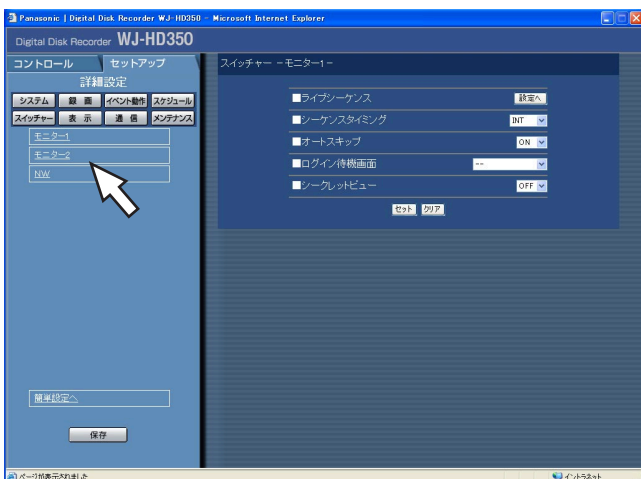 Panasonic | Digital Disk Recorder WJ-HD350 - Microsoft Internet Explorer
Digital Disk Recorder WJ-HD350
コントロール セットアップ
詳細設定
システム 録 画 イベント動作 スケジュール
スイッチャー 表 示 通 信 メンテナンス
モニター1
モニター2
NW
簡単設定へ
保存
スイッチャー －モニター1－
■ライブシーケンス 設定へ
■シーケンスタイミング INT
■オートスキップ ON
■ログイン待機画面 --
■シークレットビュー OFF
セット クリア
ページが表示されました イントラネット